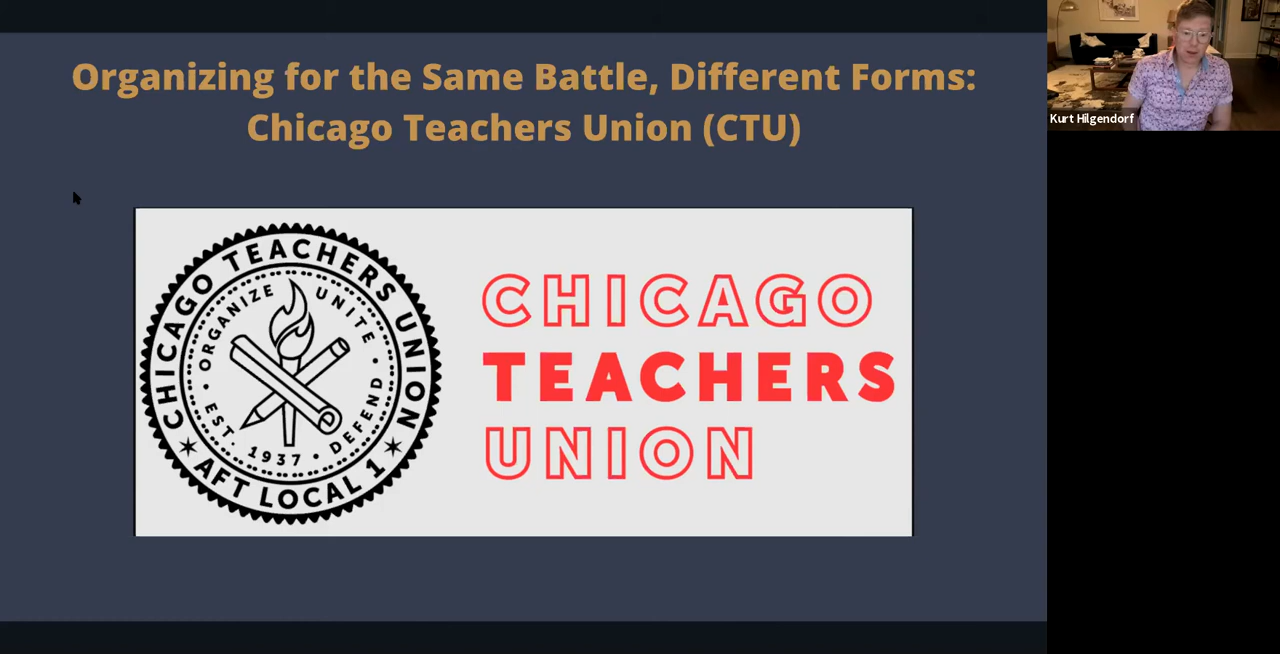 Organizing for the Same Battle, Different Forms:
Chicago Teachers Union (CTU)
CHICAGO TEACHERS UNION
ORGANIZE
UNITE
DEFEND
EST. 1937
AFT LOCAL 1
CHICAGO
TEACHERS
UNION
Kurt Hilgendorf